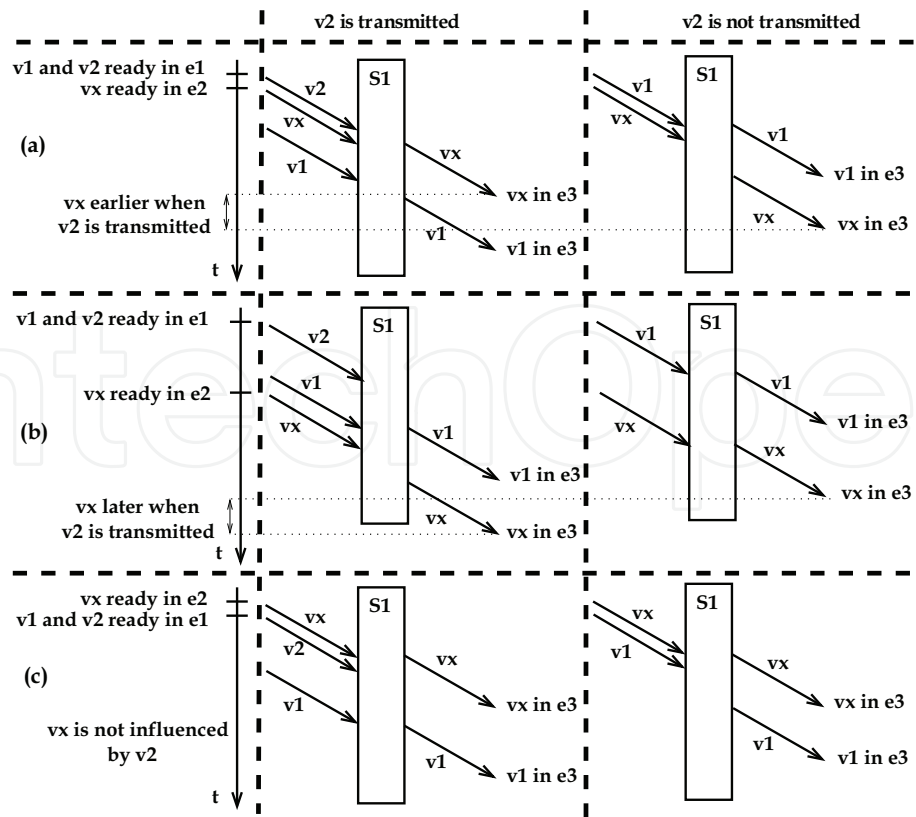 v2 is transmitted
v2 is not transmitted
(a)
v1 and v2 ready in e1
vx ready in e2
vx earlier when
v2 is transmitted
t
v2
vx
v1
S1
vx
v1
vx in e3
v1 in e3
v1
vx
S1
v1
vx
v1 in e3
vx in e3
(b)
v1 and v2 ready in e1
vx ready in e2
vx later when
v2 is transmitted
t
v2
v1
vx
S1
v1
vx
v1 in e3
vx in e3
v1
vx
S1
v1
vx
v1 in e3
vx in e3
(c)
vx ready in e2
v1 and v2 ready in e1
vx is not influenced
by v2
t
vx
v2
v1
S1
vx
v1
vx in e3
v1 in e3
vx
v1
S1
vx
v1
vx in e3
v1 in e3
ntechOpe